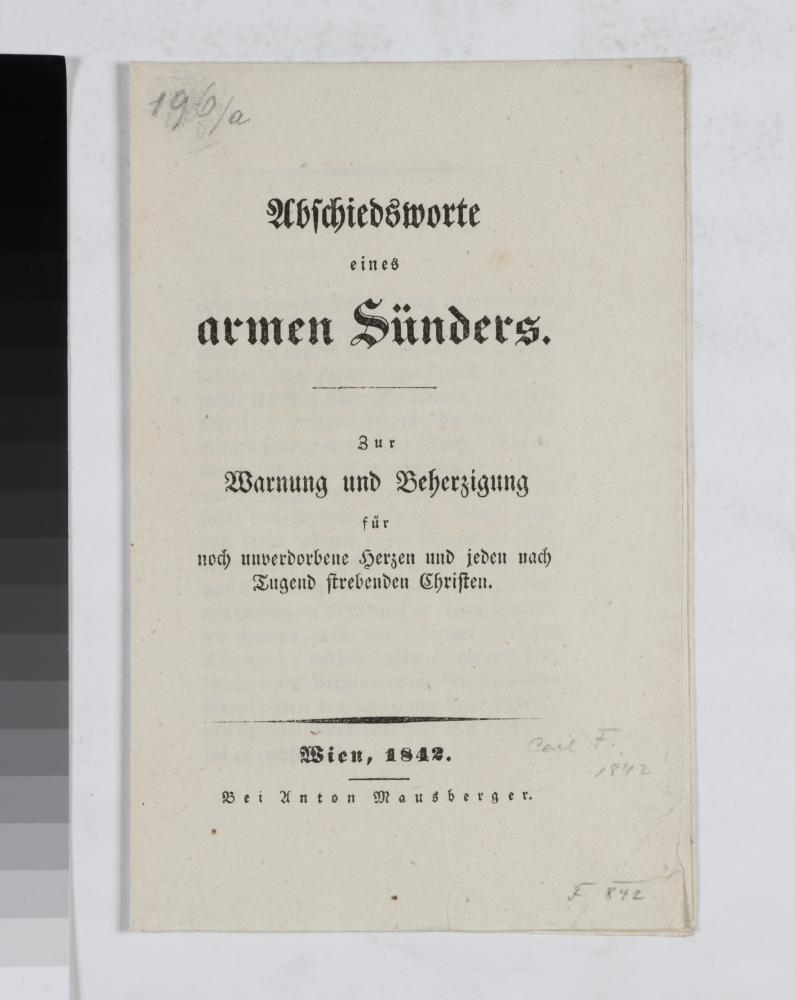 196/a
Abschiedsworte
eines
armen Sünders.
Zur
Warnung und Beherzigung
für
noch unverdorbene Herzen und jeden nach
Tugend strebenden Christen.
Wien, 1842.
Carl F.
1842
Bei Anton Mausberger.
F 842